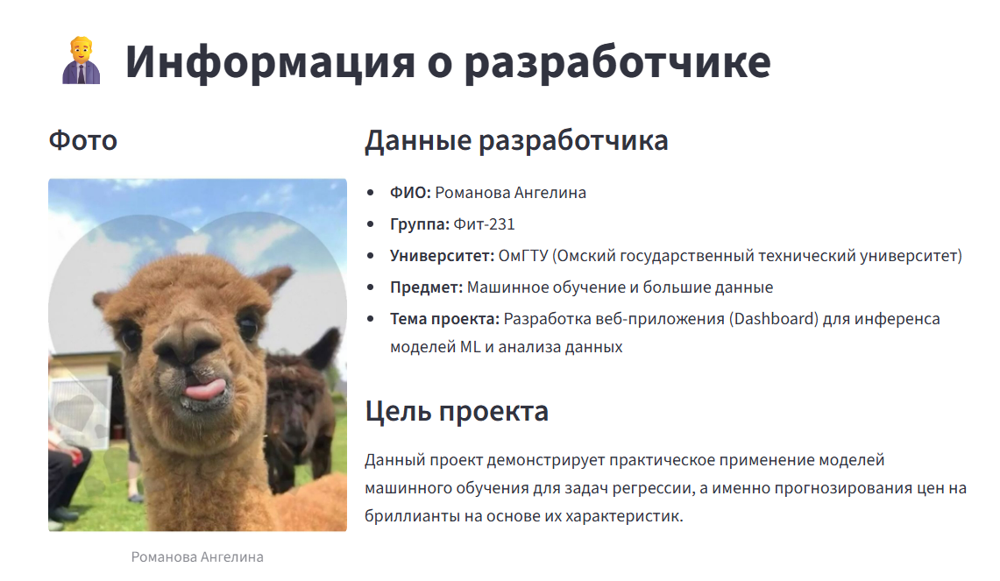 Информация о разработчике
Фото
Данные разработчика
ФИО: Романова Ангелина
Группа: Фит-231
Университет: ОмГТУ (Омский государственный технический университет)
Предмет: Машинное обучение и большие данные
Тема проекта: Разработка веб-приложения (Dashboard) для инференса
моделей ML и анализа данных
Цель проекта
Данный проект демонстрирует практическое применение моделей
машинного обучения для задач регрессии, а именно прогнозирования цен на
бриллианты на основе их характеристик.
Романова Ангелина